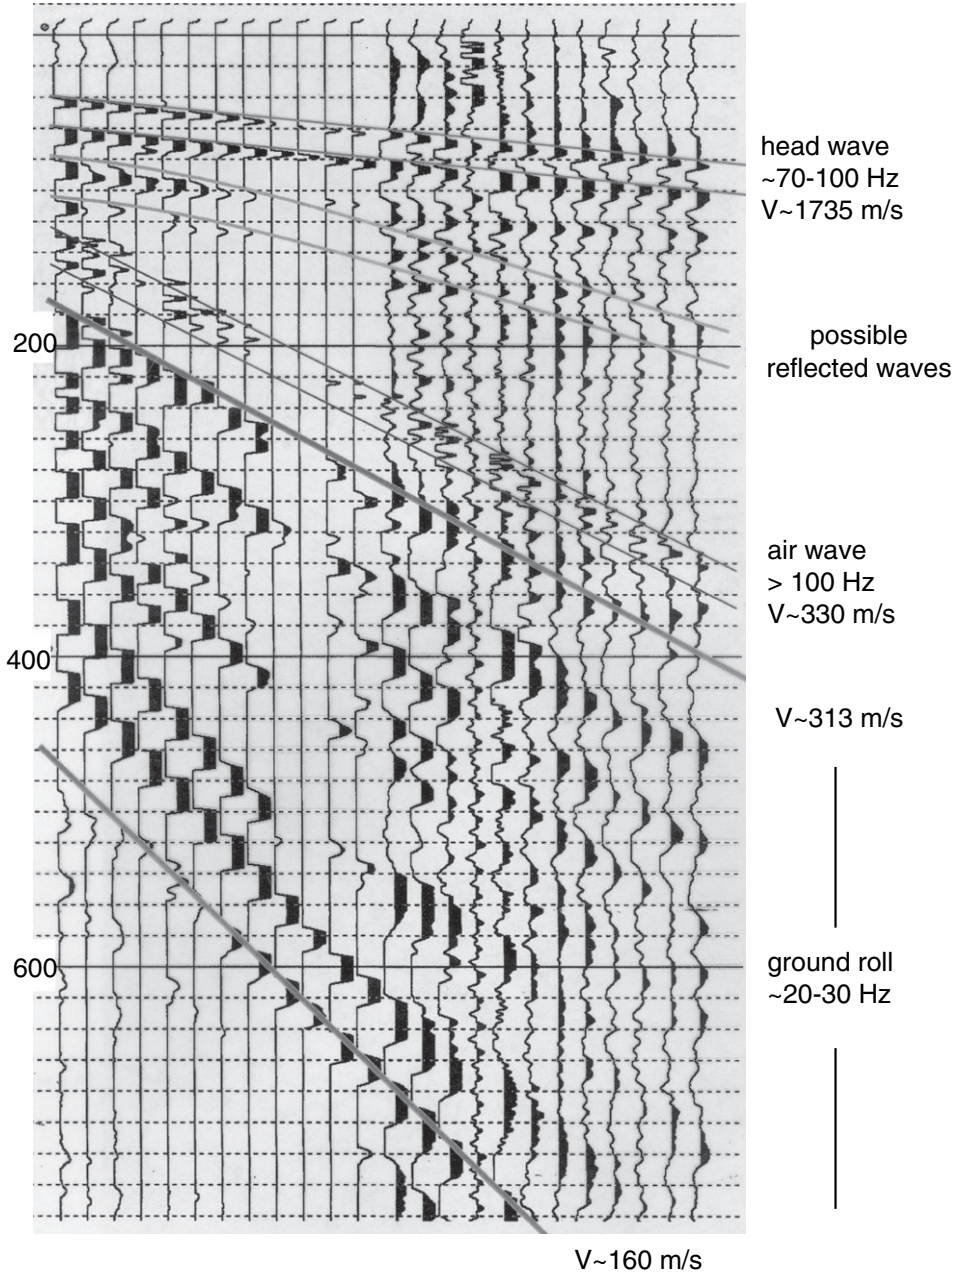 head wave
~70-100 Hz
V~1735 m/s
200
possible
reflected waves
air wave
> 100 Hz
V~330 m/s
400
V~313 m/s
600
ground roll
~20-30 Hz
V~160 m/s